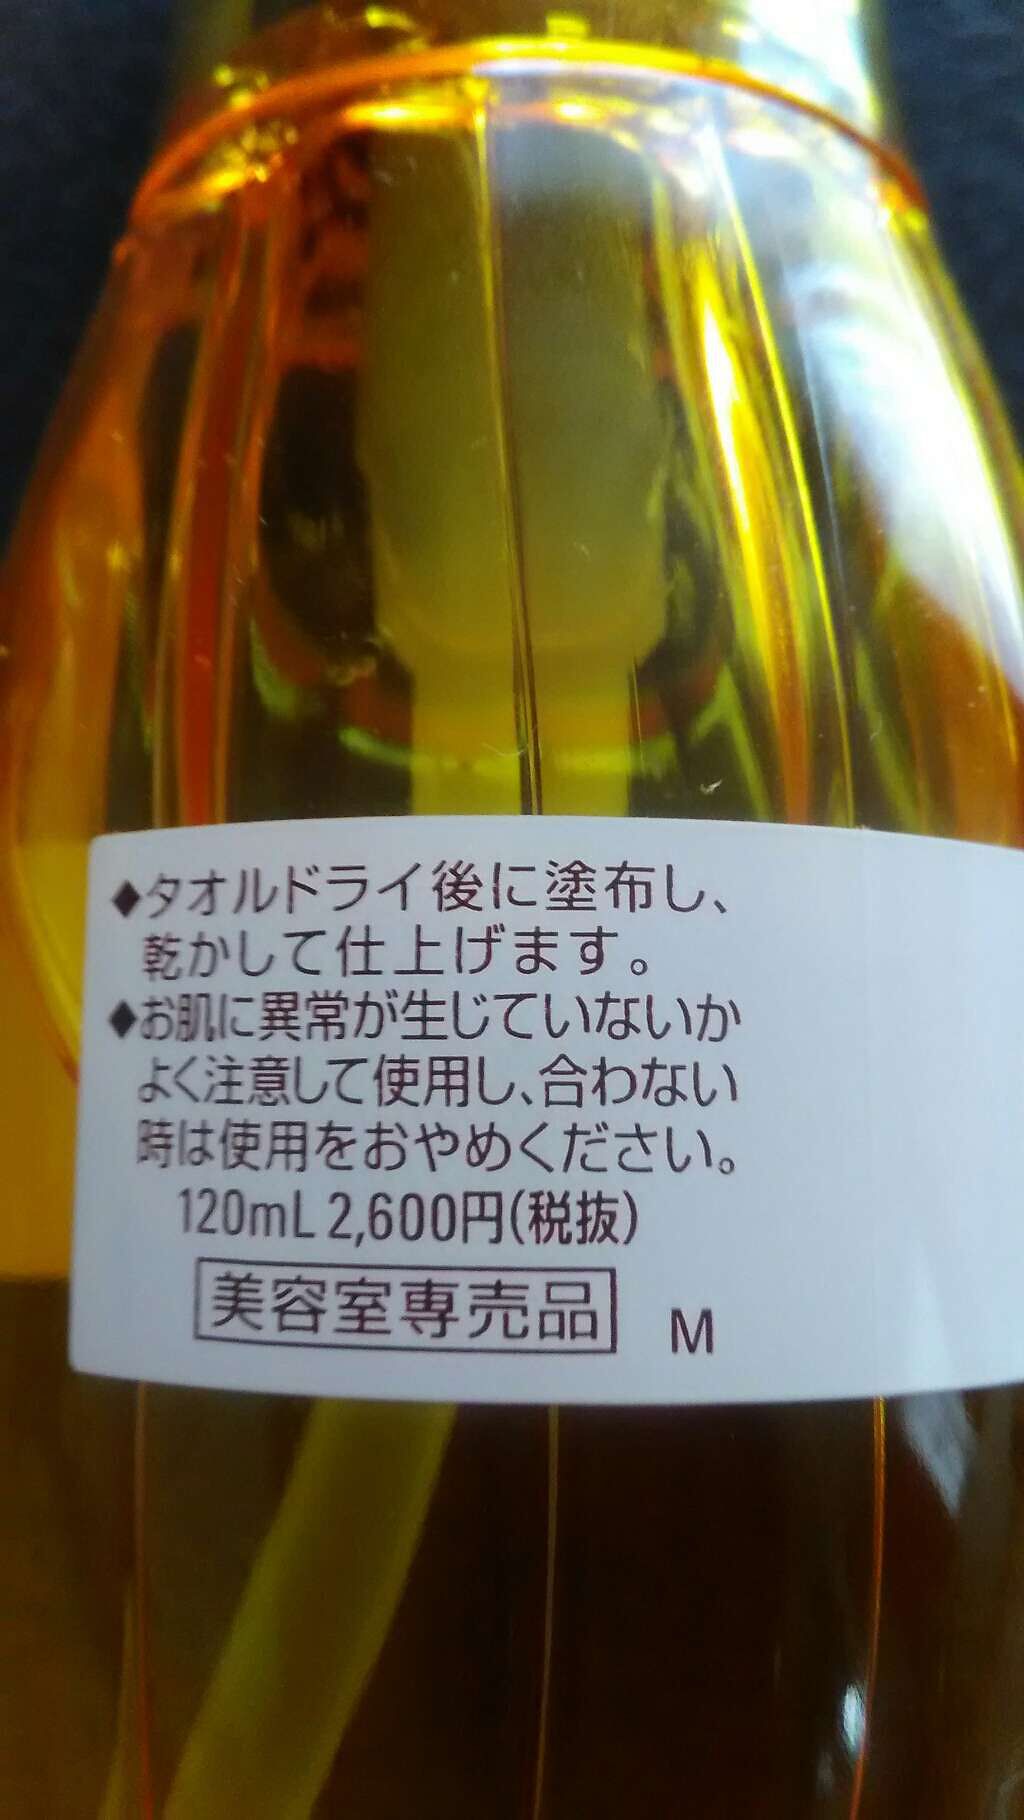 ◆タオルドライ後に塗布し、
乾かして仕上げます。
◆お肌に異常が生じていないか
よく注意して使用し、合わない
時は使用をおやめください。
120mL 2,600円(税抜)
美容室専売品 M